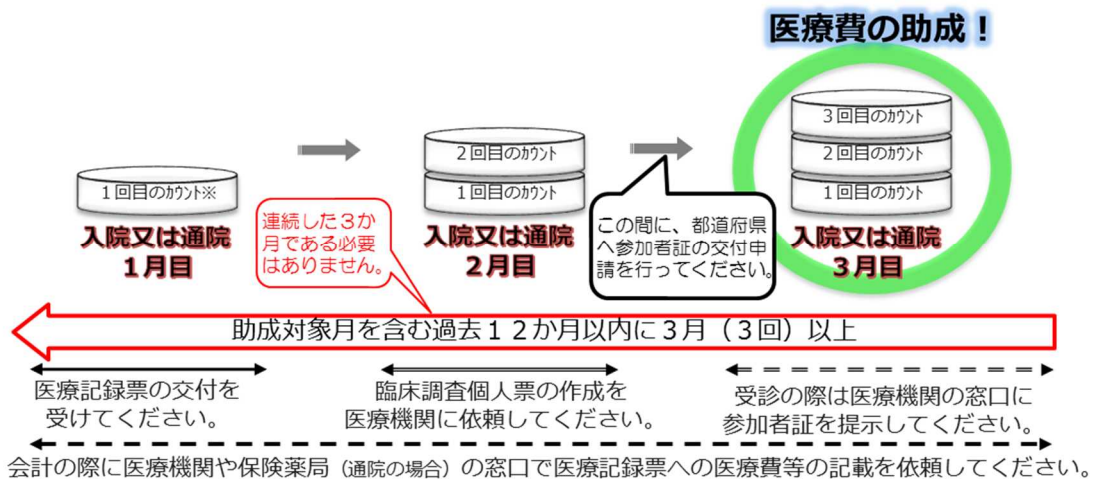 医療費の助成！
3回目のｶｳﾝﾄ
2回目のｶｳﾝﾄ
2回目のｶｳﾝﾄ
1回目のｶｳﾝﾄ※
1回目のｶｳﾝﾄ
1回目のｶｳﾝﾄ
入院又は通院
１月目
連続した３か
月である必要
はありません。
入院又は通院
２月目
この間に、都道府県
へ参加者証の交付申
請を行ってください。
入院又は通院
３月目
助成対象月を含む過去１２か月以内に３月（３回）以上
医療記録票の交付を
受けてください。
臨床調査個人票の作成を
医療機関に依頼してください。
受診の際は医療機関の窓口に
参加者証を提示してください。
会計の際に医療機関や保険薬局（通院の場合）の窓口で医療記録票への医療費等の記載を依頼してください。